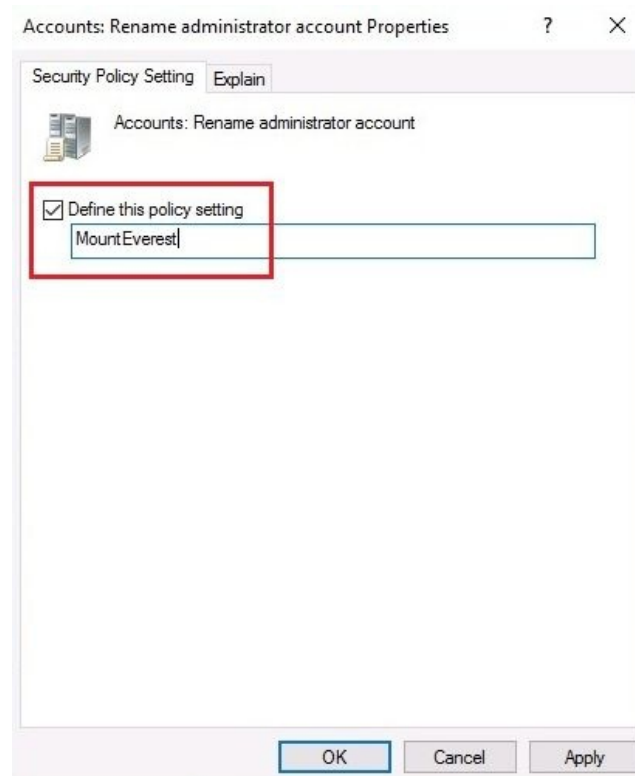 Accounts: Rename administrator account Properties ? ×
Security Policy Setting Explain
Accounts: Rename administrator account
Define this policy setting
MountEverest
OK Cancel Apply